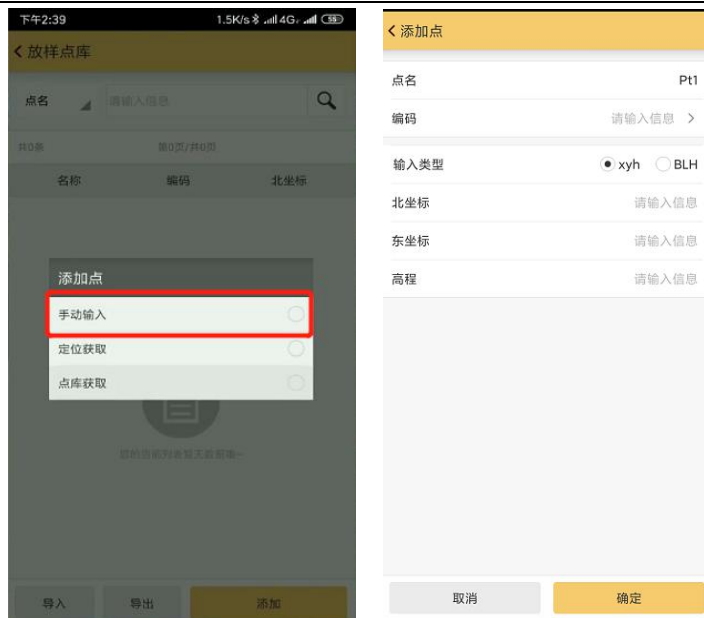 下午2:39 1.5K/s 4G 55
放样点库
点名 请输入信息
共0条 第0页/共0页
名称 编码 北坐标
添加点
手动输入
定位获取
点库获取
导入 导出 添加
添加点
点名 Pt1
编码 请输入信息
输入类型 xyh BLH
北坐标 请输入信息
东坐标 请输入信息
高程 请输入信息
取消 确定